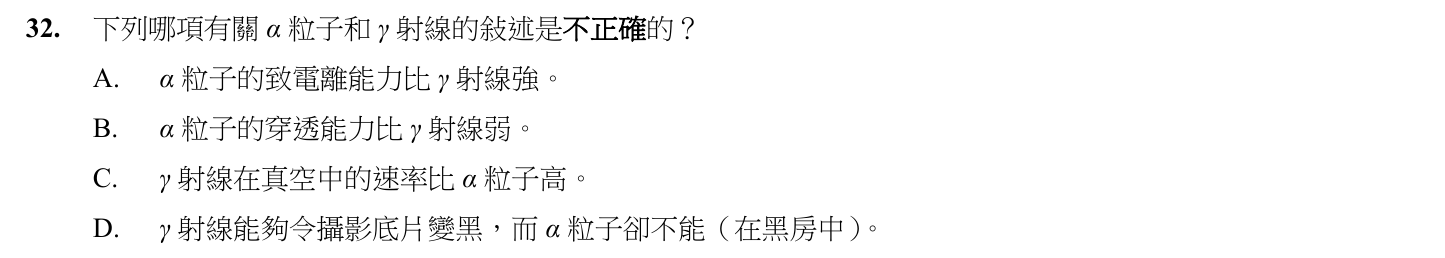 32. 下列哪項有關 α 粒子和 γ 射線的敍述是不正確的？
A. α 粒子的致電離能力比 γ 射線強。
B. α 粒子的穿透能力比 γ 射線弱。
C. γ 射線在真空中的速率比 α 粒子高。
D. γ 射線能夠令攝影底片變黑，而 α 粒子卻不能（在黑房中）。